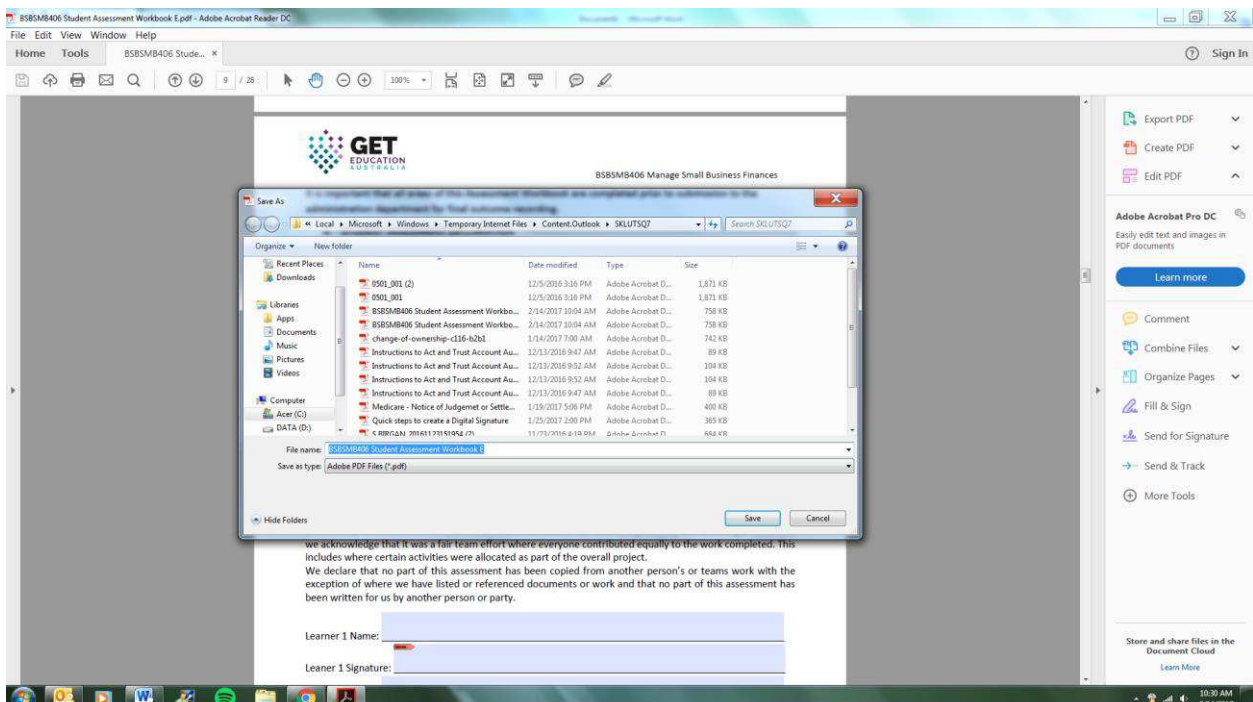 BSBSMB406 Student Assessment Workbook E.pdf - Adobe Acrobat Reader DC
File Edit View Window Help
Home Tools BSBSMB406 Stude... × Sign In
9 / 28 100%
GET
EDUCATION
AUSTRALIA
BSBSMB406 Manage Small Business Finances
Save As
« Local ▸ Microsoft ▸ Windows ▸ Temporary Internet Files ▸ Content.Outlook ▸ SKLUTSQ7 Search SKLUTSQ7
Organize New folder
Recent Places
Downloads
Libraries
Apps
Documents
Music
Pictures
Videos
Computer
Acer (C:)
DATA (D:)
Name Date modified Type Size
0501_001 (2) 12/5/2016 3:16 PM Adobe Acrobat D... 1,871 KB
0501_001 12/5/2016 3:16 PM Adobe Acrobat D... 1,871 KB
BSBSMB406 Student Assessment Workbo... 2/14/2017 10:04 AM Adobe Acrobat D... 758 KB
BSBSMB406 Student Assessment Workbo... 2/14/2017 10:04 AM Adobe Acrobat D... 758 KB
change-of-ownership-c116-b2b1 1/14/2017 7:00 AM Adobe Acrobat D... 742 KB
Instructions to Act and Trust Account Au... 12/13/2016 9:47 AM Adobe Acrobat D... 89 KB
Instructions to Act and Trust Account Au... 12/13/2016 9:52 AM Adobe Acrobat D... 104 KB
Instructions to Act and Trust Account Au... 12/13/2016 9:52 AM Adobe Acrobat D... 104 KB
Instructions to Act and Trust Account Au... 12/13/2016 9:47 AM Adobe Acrobat D... 89 KB
Medicare - Notice of Judgemet or Settle... 1/19/2017 5:06 PM Adobe Acrobat D... 400 KB
Quick steps to create a Digital Signature 1/25/2017 2:00 PM Adobe Acrobat D... 365 KB
S BIRGAN_20161123151954 (2) 11/23/2016 4:19 PM Adobe Acrobat D... 684 KB
File name: BSBSMB406 Student Assessment Workbook E
Save as type: Adobe PDF Files (*.pdf)
Hide Folders Save Cancel
we acknowledge that it was a fair team effort where everyone contributed equally to the work completed. This
includes where certain activities were allocated as part of the overall project.
We declare that no part of this assessment has been copied from another person's or teams work with the
exception of where we have listed or referenced documents or work and that no part of this assessment has
been written for us by another person or party.
Learner 1 Name:
Leaner 1 Signature:
Export PDF
Create PDF
Edit PDF
Adobe Acrobat Pro DC
Easily edit text and images in
PDF documents
Learn more
Comment
Combine Files
Organize Pages
Fill & Sign
Send for Signature
Send & Track
More Tools
Store and share files in the
Document Cloud
Learn More
10:30 AM